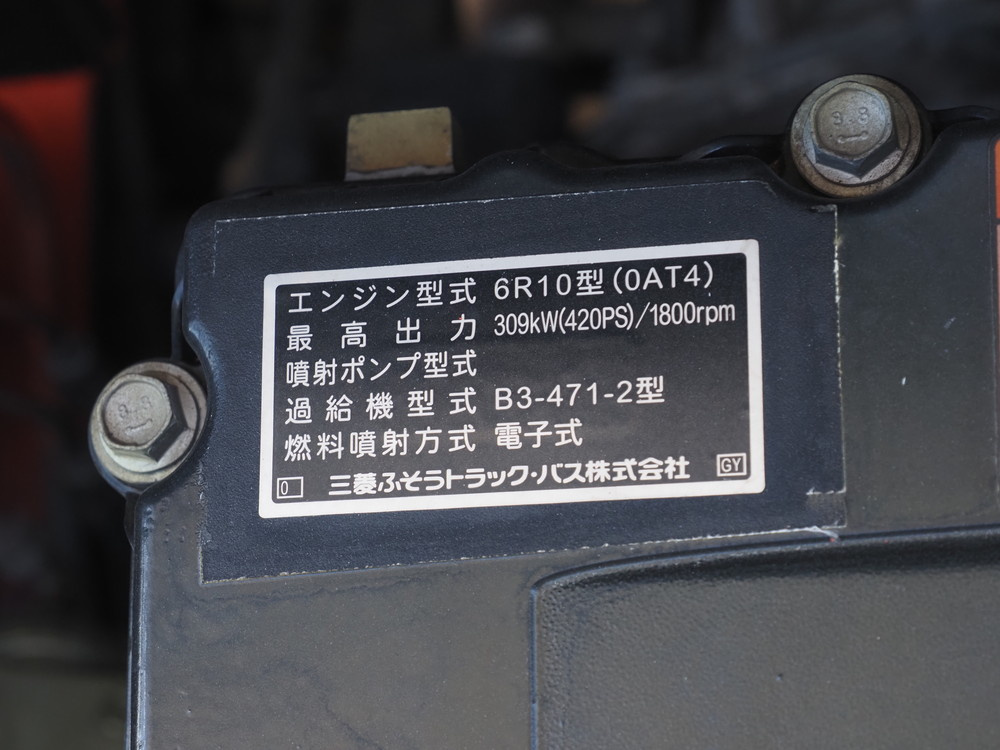 エンジン型式 6R10型(0AT4)
最高出力 309kW(420PS)/1800rpm
噴射ポンプ型式
過給機型式 B3-471-2型
燃料噴射方式 電子式
0 三菱ふそうトラック・バス株式会社 GY